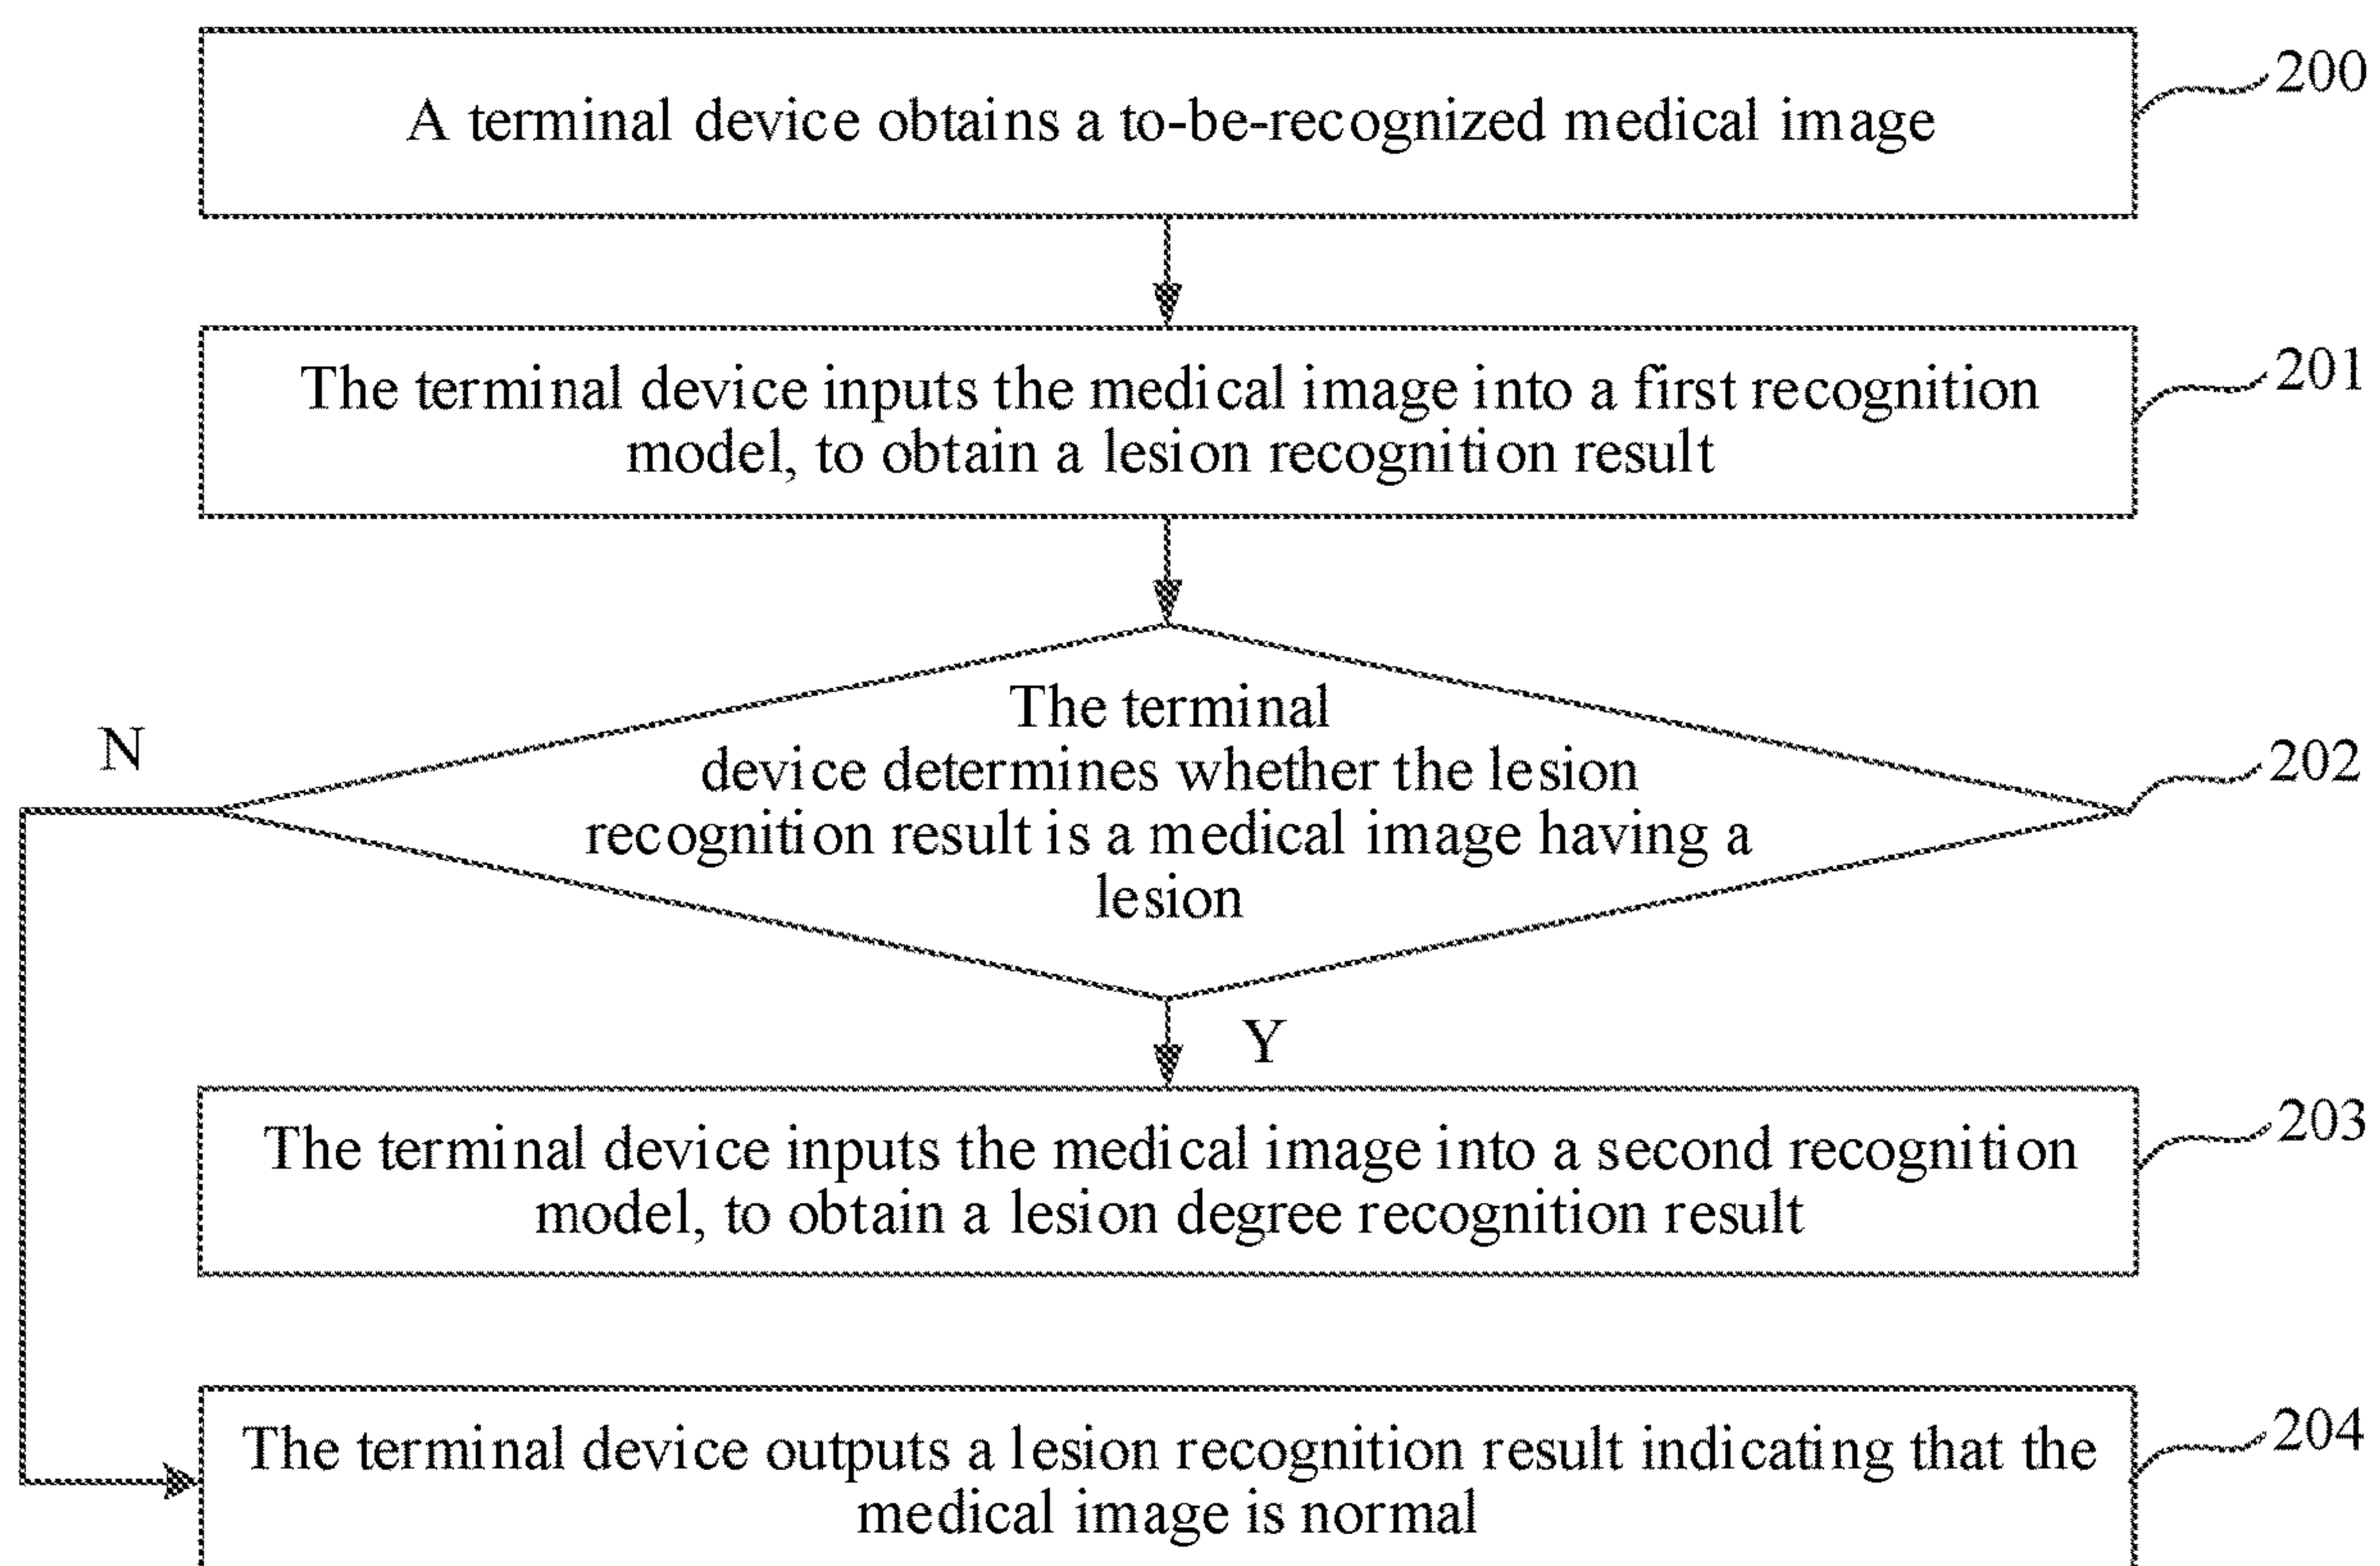 A terminal device obtains a to-be-recognized medical image
200
The terminal device inputs the medical image into a first recognition
model, to obtain a lesion recognition result
201
The terminal
device determines whether the lesion
recognition result is a medical image having a
lesion
202
N
Y
The terminal device inputs the medical image into a second recognition
model, to obtain a lesion degree recognition result
203
The terminal device outputs a lesion recognition result indicating that the
medical image is normal
204